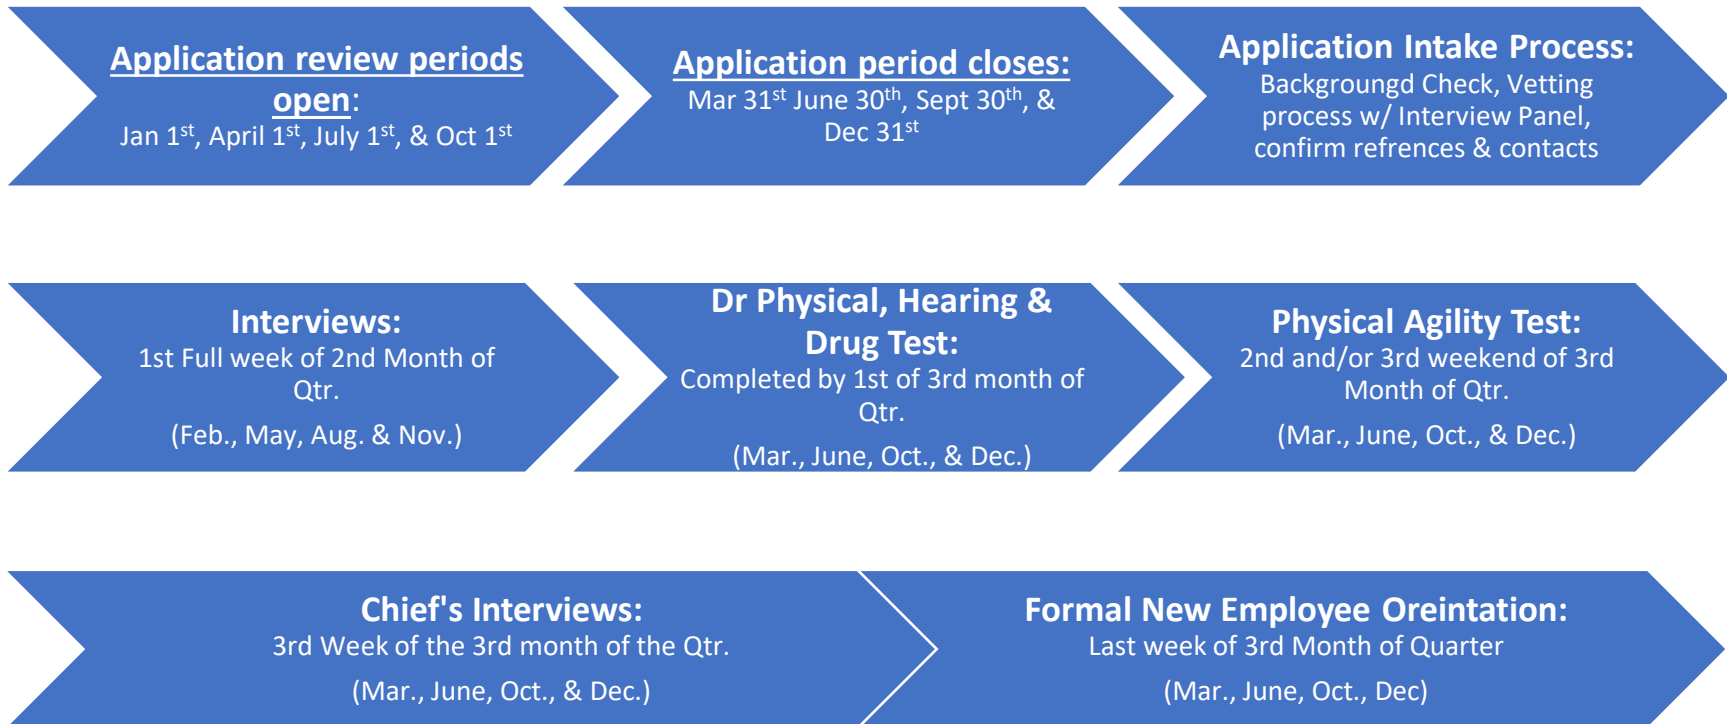 Application review periods
open:
Jan 1st, April 1st, July 1st, & Oct 1st
Application period closes:
Mar 31st June 30th, Sept 30th, &
Dec 31st
Application Intake Process:
Backgroungd Check, Vetting
process w/ Interview Panel,
confirm refrences & contacts
Interviews:
1st Full week of 2nd Month of
Qtr.
(Feb., May, Aug. & Nov.)
Dr Physical, Hearing &
Drug Test:
Completed by 1st of 3rd month of
Qtr.
(Mar., June, Oct., & Dec.)
Physical Agility Test:
2nd and/or 3rd weekend of 3rd
Month of Qtr.
(Mar., June, Oct., & Dec.)
Chief's Interviews:
3rd Week of the 3rd month of the Qtr.
(Mar., June, Oct., & Dec.)
Formal New Employee Oreintation:
Last week of 3rd Month of Quarter
(Mar., June, Oct., Dec)